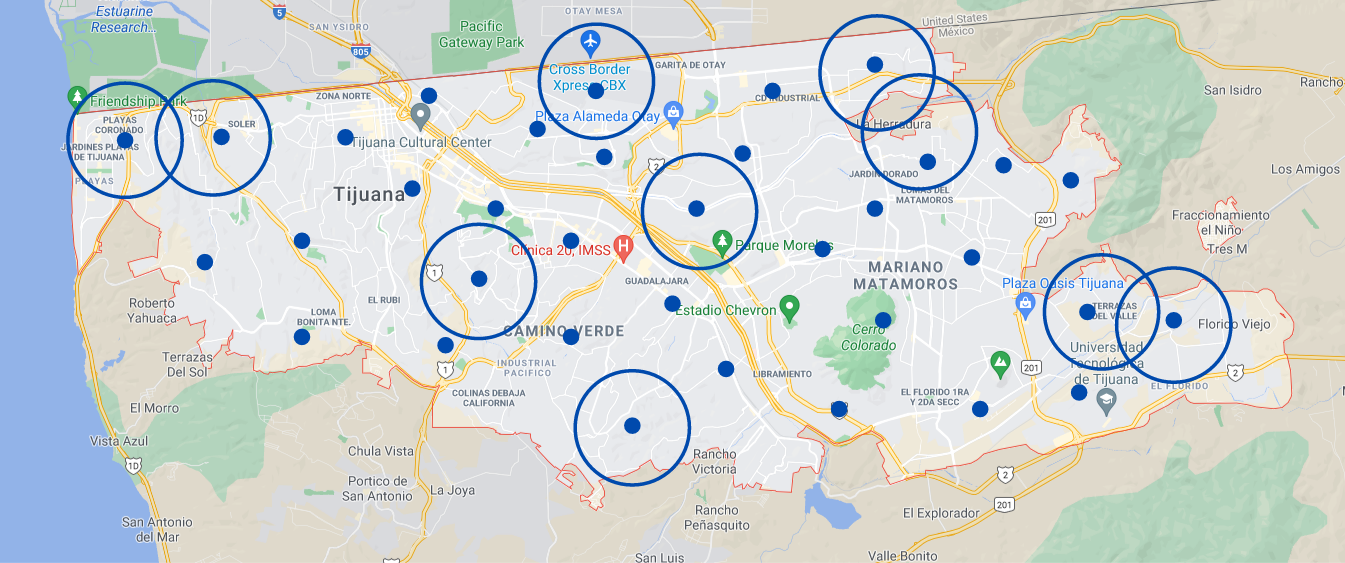 Estuarine
Research...
5
SAN YSIDRO
805
Pacific
Gateway Park
OTAY MESA
Cross Border
Xpress CBX
GARITA DE OTAY
United States
México
San Isidro
Rancho
Friendship Park
ZONA NORTE
1D
SOLER
PLAYAS
CORONADO
JARDINES PLAYAS
DE TIJUANA
PLAYAS
Tijuana Cultural Center
Plaza Alameda Otay
CD INDUSTRIAL
La Herradura
2
JARDIN DORADO
LOMAS DEL
MATAMOROS
Los Amigos
Tijuana
201
Fraccionamiento
el Niño
Tres M
Clínica 20, IMSS
H
Parque Morelos
1
GUADALAJARA
MARIANO
MATAMOROS
Plaza Oasis Tijuana
Roberto
Yahuaca
EL RUBI
LOMA
BONITA NTE.
Estadio Chevron
CAMINO VERDE
Cerro
Colorado
TERRAZAS
DEL VALLE
Florido Viejo
Terrazas
Del Sol
1
INDUSTRIAL
PACIFICO
LIBRAMIENTO
201
Universidad
Tecnológica
de Tijuana
EL FLORIDO
2
COLINAS DEBAJA
CALIFORNIA
EL FLORIDO 1RA
Y 2DA SECC
El Morro
Vista Azul
1D
Chula Vista
Rancho
Victoria
Portico de
San Antonio
La Joya
2
201
San Antonio
del Mar
Rancho
Peñasquito
El Explorador
San Luis
Valle Bonito